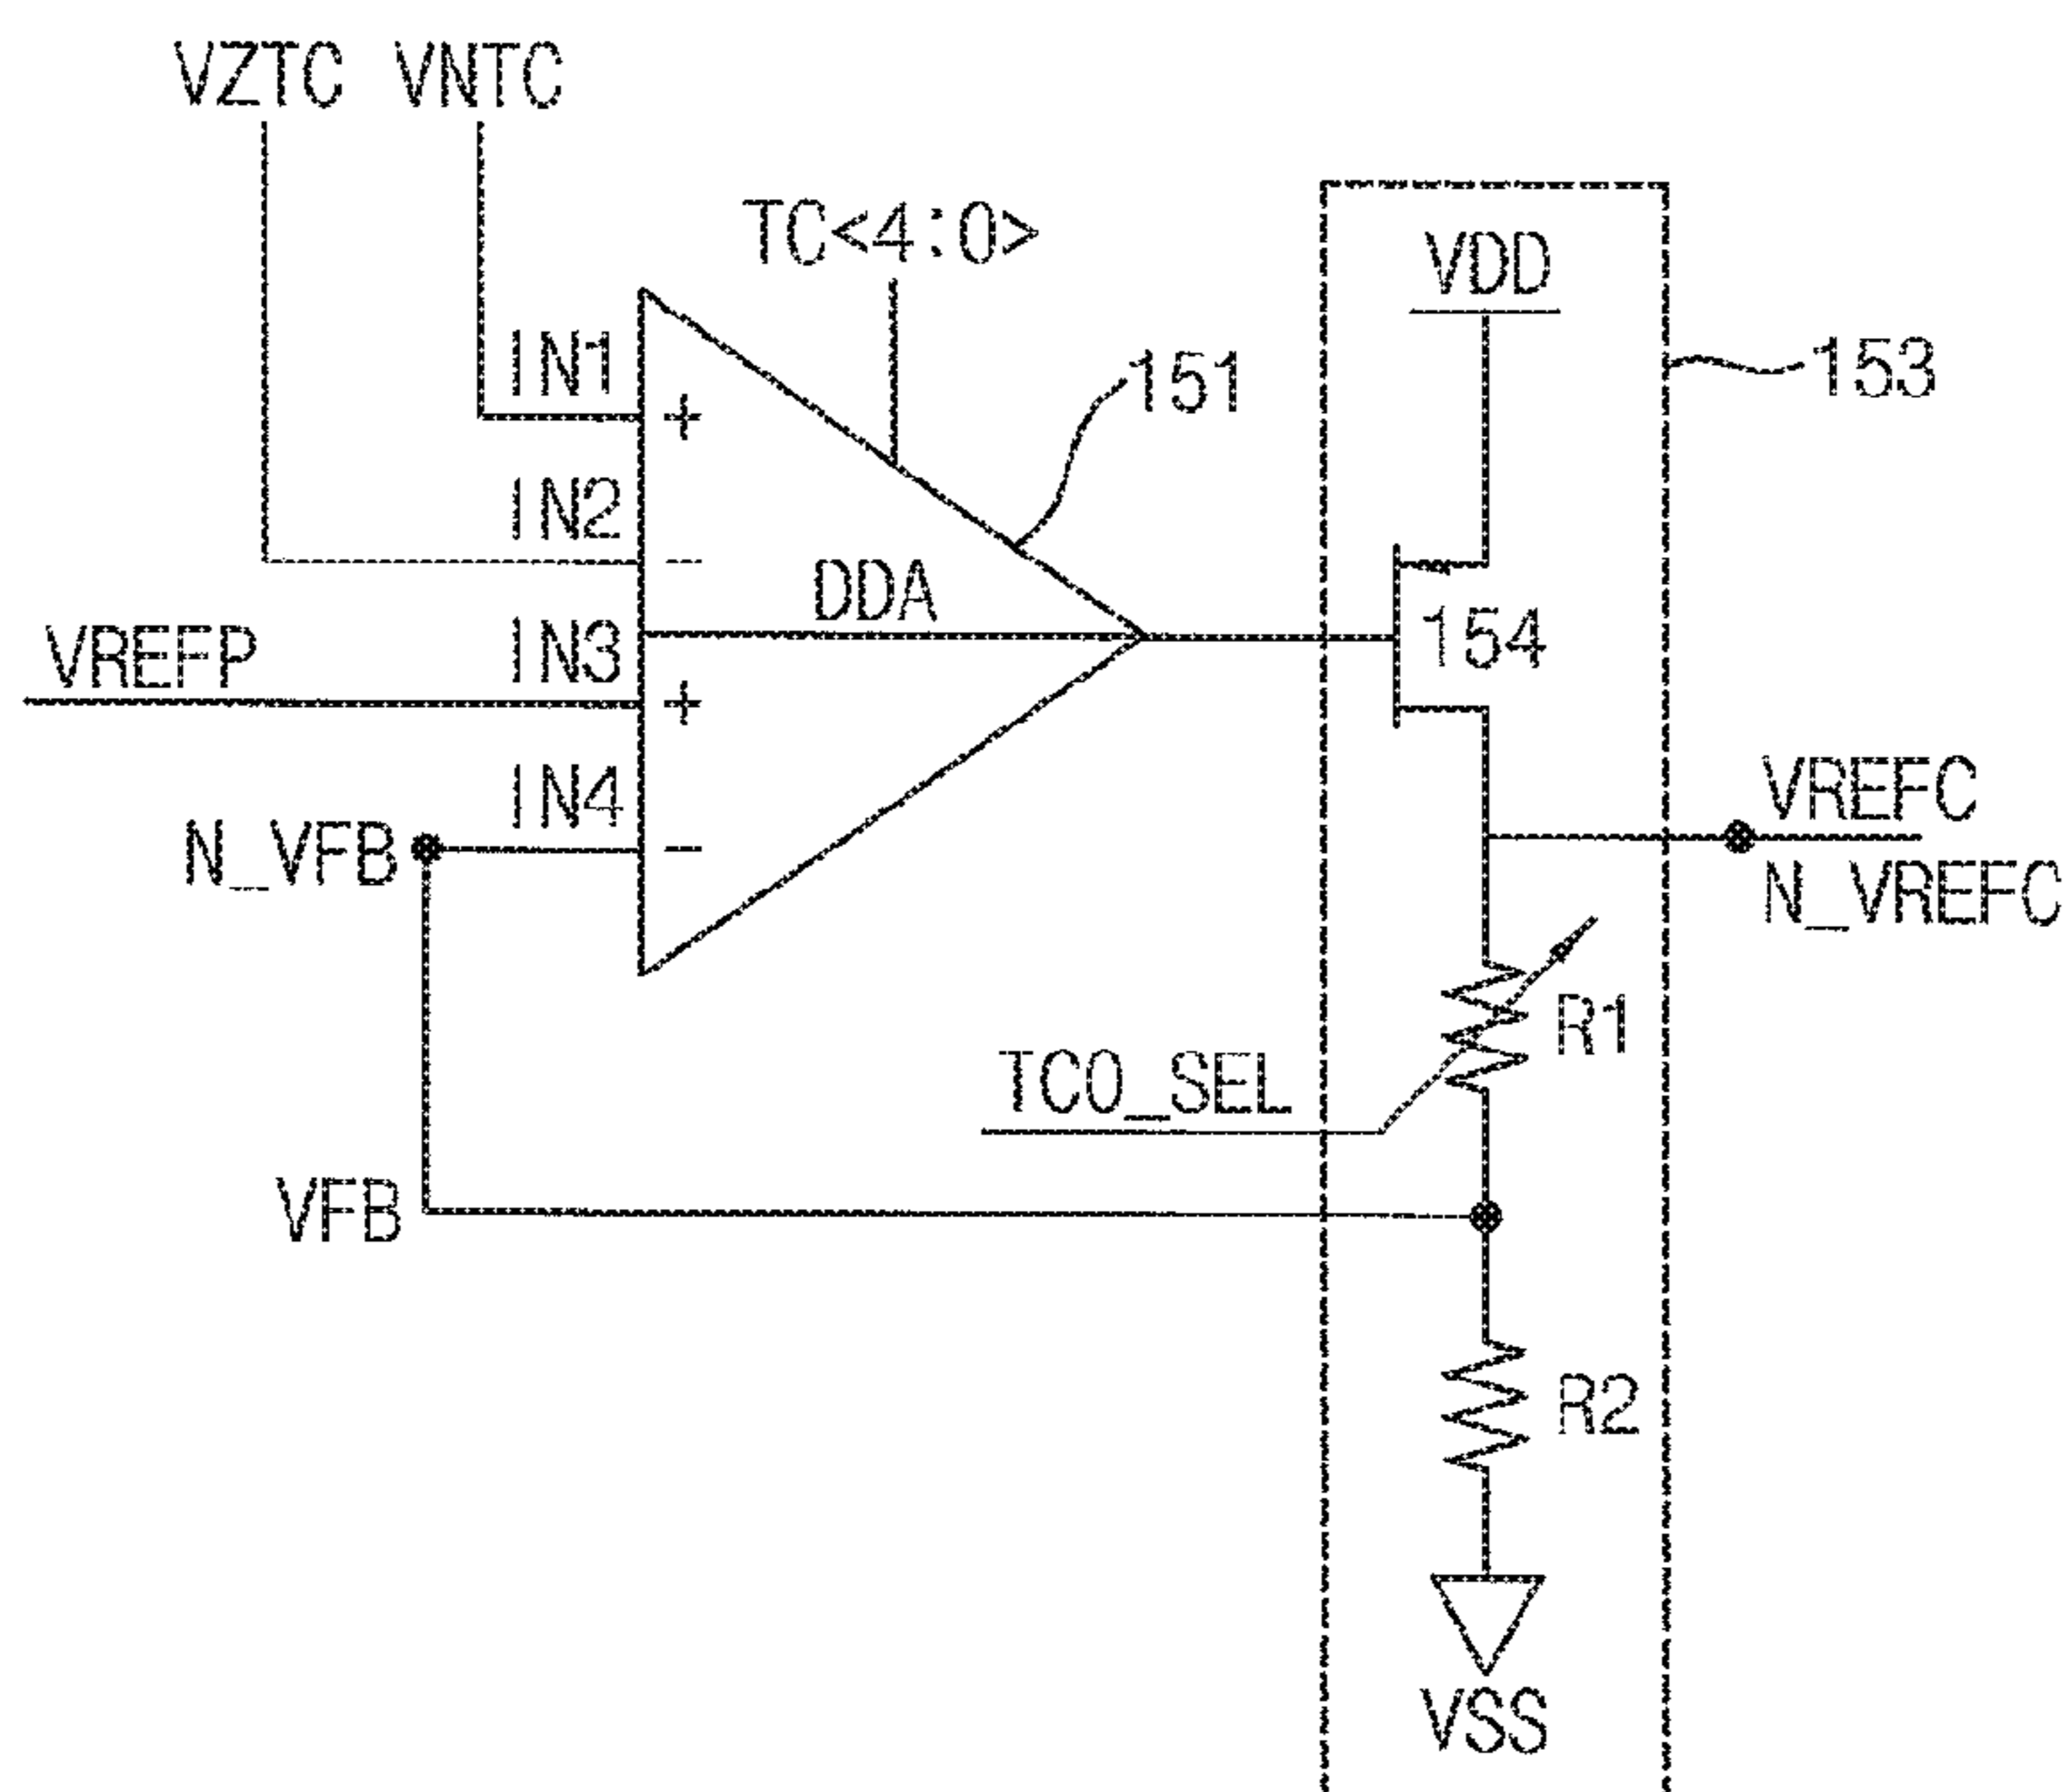 VZTC VNTC
TC<4:0>
VDD
IN1
151
153
IN2
DDA
VREFP
IN3
154
IN4
VREFC
N_VFB
N_VREFC
R1
TCO_SEL
VFB
R2
VSS